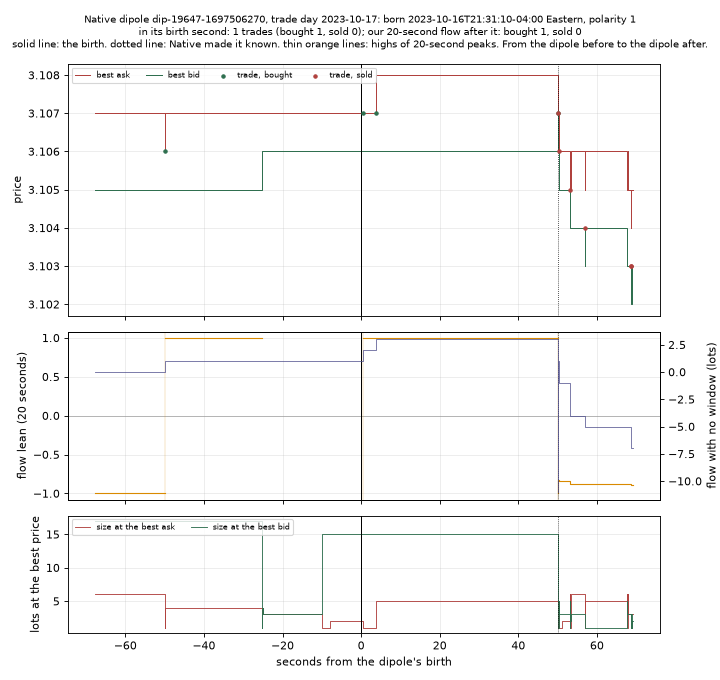 Native dipole dip-19647-1697506270, trade day 2023-10-17: born 2023-10-16T21:31:10-04:00 Eastern, polarity 1
in its birth second: 1 trades (bought 1, sold 0); our 20-second flow after it: bought 1, sold 0
solid line: the birth. dotted line: Native made it known. thin orange lines: highs of 20-second peaks. From the dipole before to the dipole after.
best ask best bid trade, bought trade, sold
3.108
3.107
3.106
3.105
3.104
3.103
3.102
price
1.0
0.5
0.0
−0.5
−1.0
flow lean (20 seconds)
2.5
0.0
−2.5
−5.0
−7.5
−10.0
flow with no window (lots)
size at the best ask size at the best bid
15
10
5
lots at the best price
−60 −40 −20 0 20 40 60
seconds from the dipole's birth